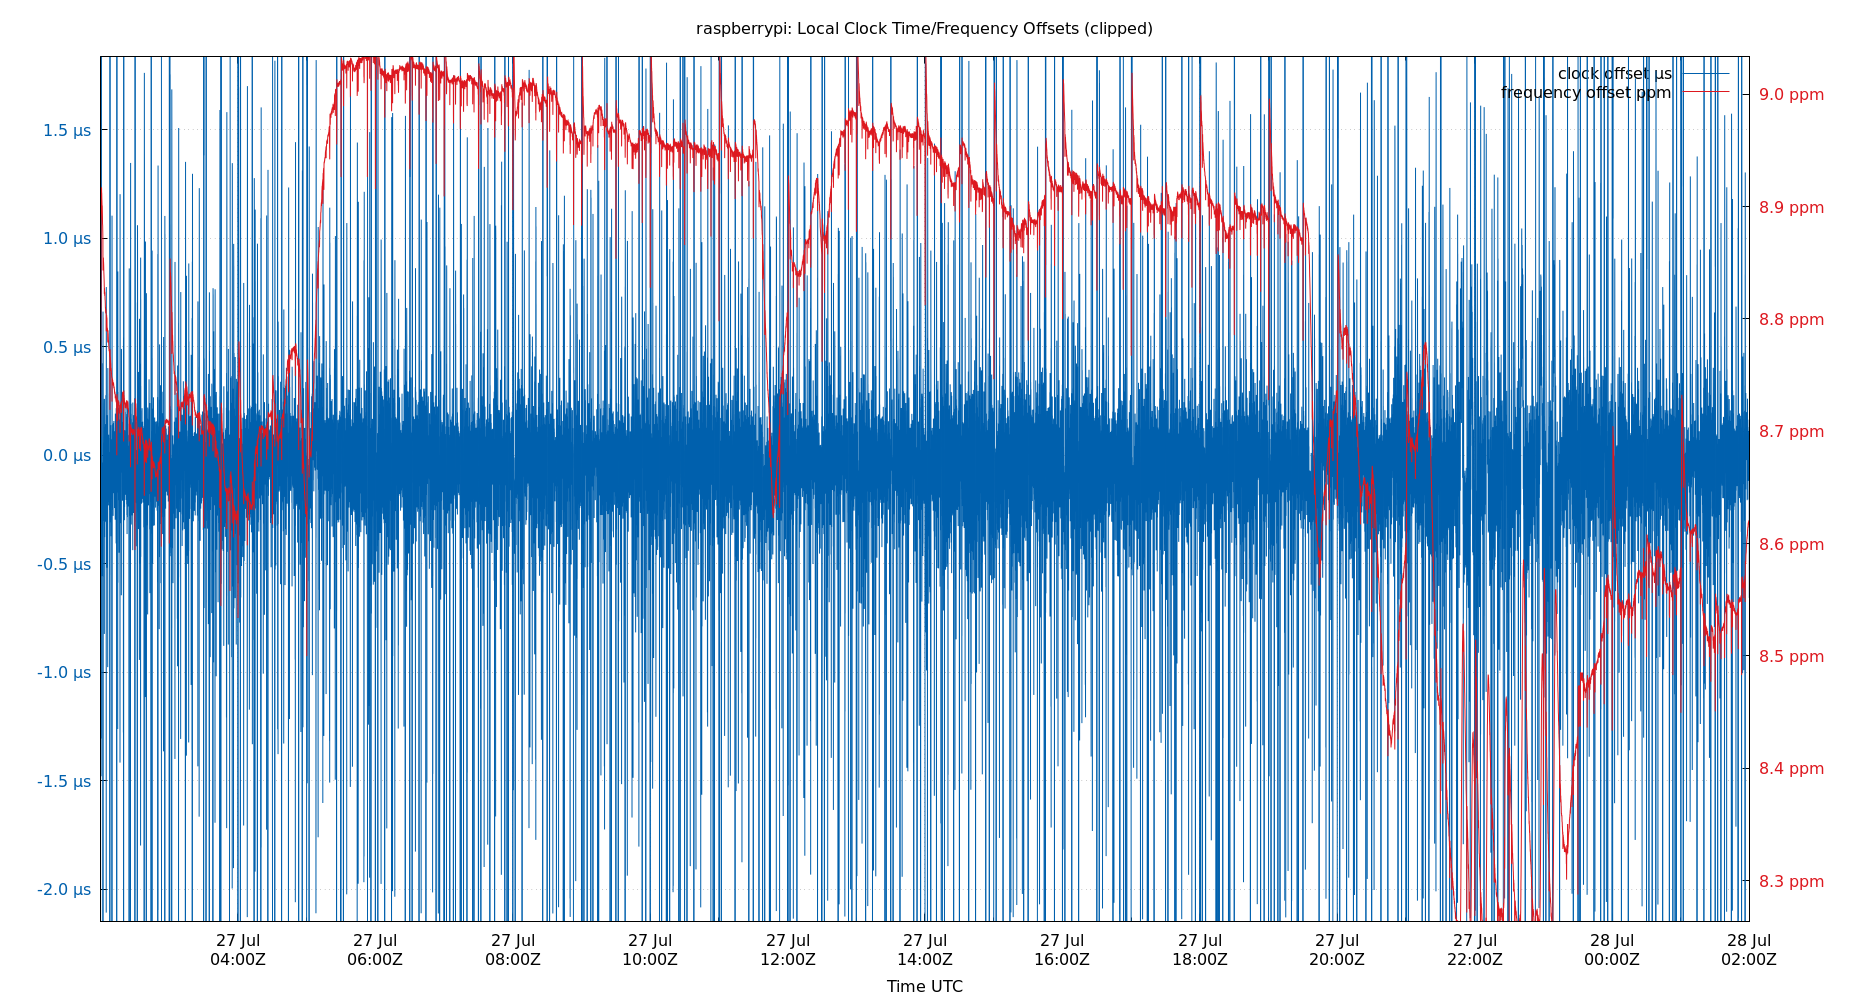 raspberrypi: Local Clock Time/Frequency Offsets (clipped)
clock offset µs
frequency offset ppm
1.5 µs
1.0 µs
0.5 µs
0.0 µs
-0.5 µs
-1.0 µs
-1.5 µs
-2.0 µs
9.0 ppm
8.9 ppm
8.8 ppm
8.7 ppm
8.6 ppm
8.5 ppm
8.4 ppm
8.3 ppm
27 Jul 27 Jul 27 Jul 27 Jul 27 Jul 27 Jul 27 Jul 27 Jul 27 Jul 27 Jul 28 Jul 28 Jul
04:00Z 06:00Z 08:00Z 10:00Z 12:00Z 14:00Z 16:00Z 18:00Z 20:00Z 22:00Z 00:00Z 02:00Z
Time UTC